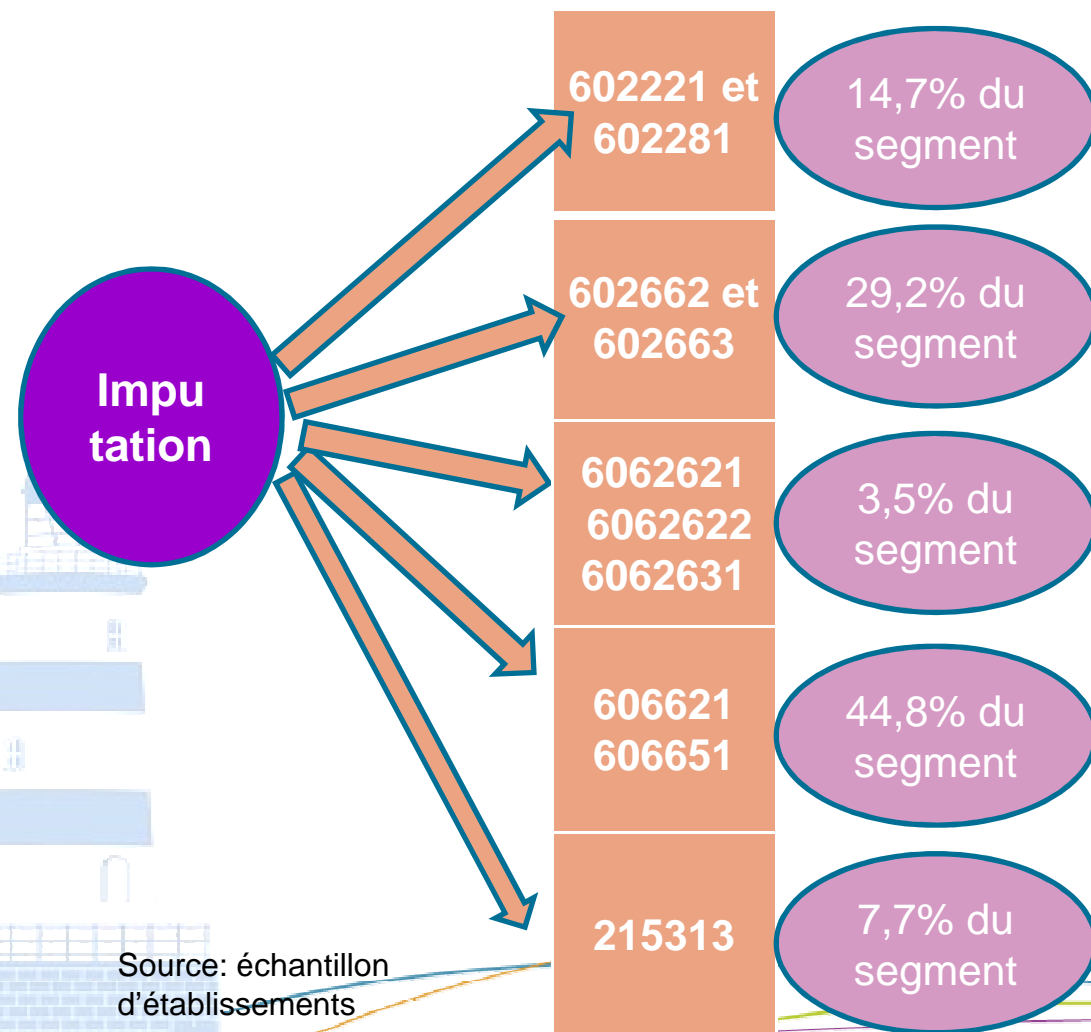 602221 et
602281
14,7% du
segment
602662 et
602663
29,2% du
segment
Impu
tation
6062621
6062622
6062631
3,5% du
segment
606621
606651
44,8% du
segment
215313
7,7% du
segment
Source: échantillon
d'établissements